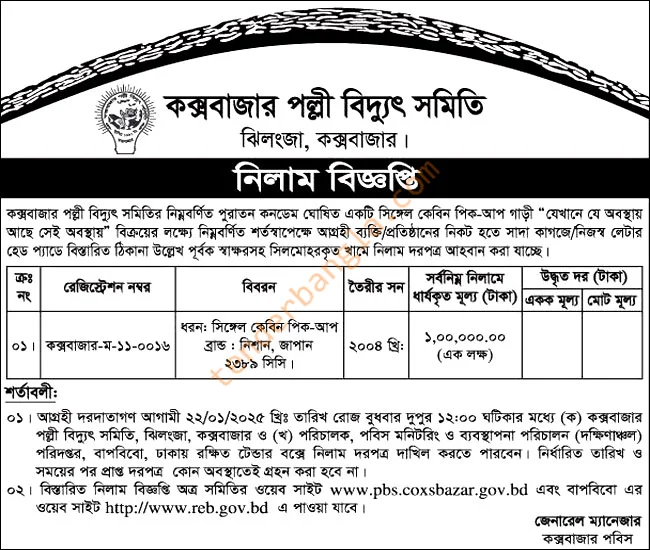 কক্সবাজার পল্লী বিদ্যুৎ সমিতি
ঝিলংজা, কক্সবাজার।
নিলাম বিজ্ঞপ্তি
কক্সবাজার পল্লী বিদ্যুৎ সমিতির নিম্নবর্ণিত পুরাতন কনডেম ঘোষিত একটি সিঙ্গেল কেবিন পিক-আপ গাড়ী “যেখানে যে অবস্থায়
আছে সেই অবস্থায়” বিক্রয়ের লক্ষ্যে নিম্নবর্ণিত শর্তস্বাপেক্ষে আগ্রহী ব্যক্তি/প্রতিষ্ঠানের নিকট হতে সাদা কাগজে/নিজস্ব লেটার
হেড প্যাডে বিস্তারিত ঠিকানা উল্লেখ পূর্বক স্বাক্ষরসহ সিলমোহরকৃত খামে নিলাম দরপত্র আহবান করা যাচ্ছে।
ক্রঃ নং
রেজিস্ট্রেশন নম্বর
বিবরন
তৈরীর সন
সর্বনিম্ন নিলামে ধার্যকৃত মূল্য (টাকা)
উদ্ধৃত দর (টাকা)
একক মূল্য
মোট মূল্য
০১।
কক্সবাজার-ম-১১-০০১৬
ধরন: সিঙ্গেল কেবিন পিক-আপ
ব্রান্ড : নিশান, জাপান
২৩৮৯ সিসি।
২০০৪ খ্রি:
১,০০,০০০.০০
(এক লক্ষ)
শর্তাবলী:
০১। আগ্রহী দরদাতাগণ আগামী ২২/০১/২০২৫ খ্রিঃ তারিখ রোজ বুধবার দুপুর ১২:০০ ঘটিকার মধ্যে (ক) কক্সবাজার
পল্লী বিদ্যুৎ সমিতি, ঝিলংজা, কক্সবাজার ও (খ) পরিচালক, পবিস মনিটরিং ও ব্যবস্থাপনা পরিচালন (দক্ষিণাঞ্চল)
পরিদপ্তর, বাপবিবো, ঢাকায় রক্ষিত টেন্ডার বক্সে নিলাম দরপত্র দাখিল করতে পারবেন। নির্ধারিত তারিখ ও
সময়ের পর প্রাপ্ত দরপত্র কোন অবস্থাতেই গ্রহন করা হবে না।
০২। বিস্তারিত নিলাম বিজ্ঞপ্তি অত্র সমিতির ওয়েব সাইট www.pbs.coxsbazar.gov.bd এবং বাপবিবো এর
ওয়েব সাইট http://www.reb.gov.bd এ পাওয়া যাবে।
জেনারেল ম্যানেজার
কক্সবাজার পবিস